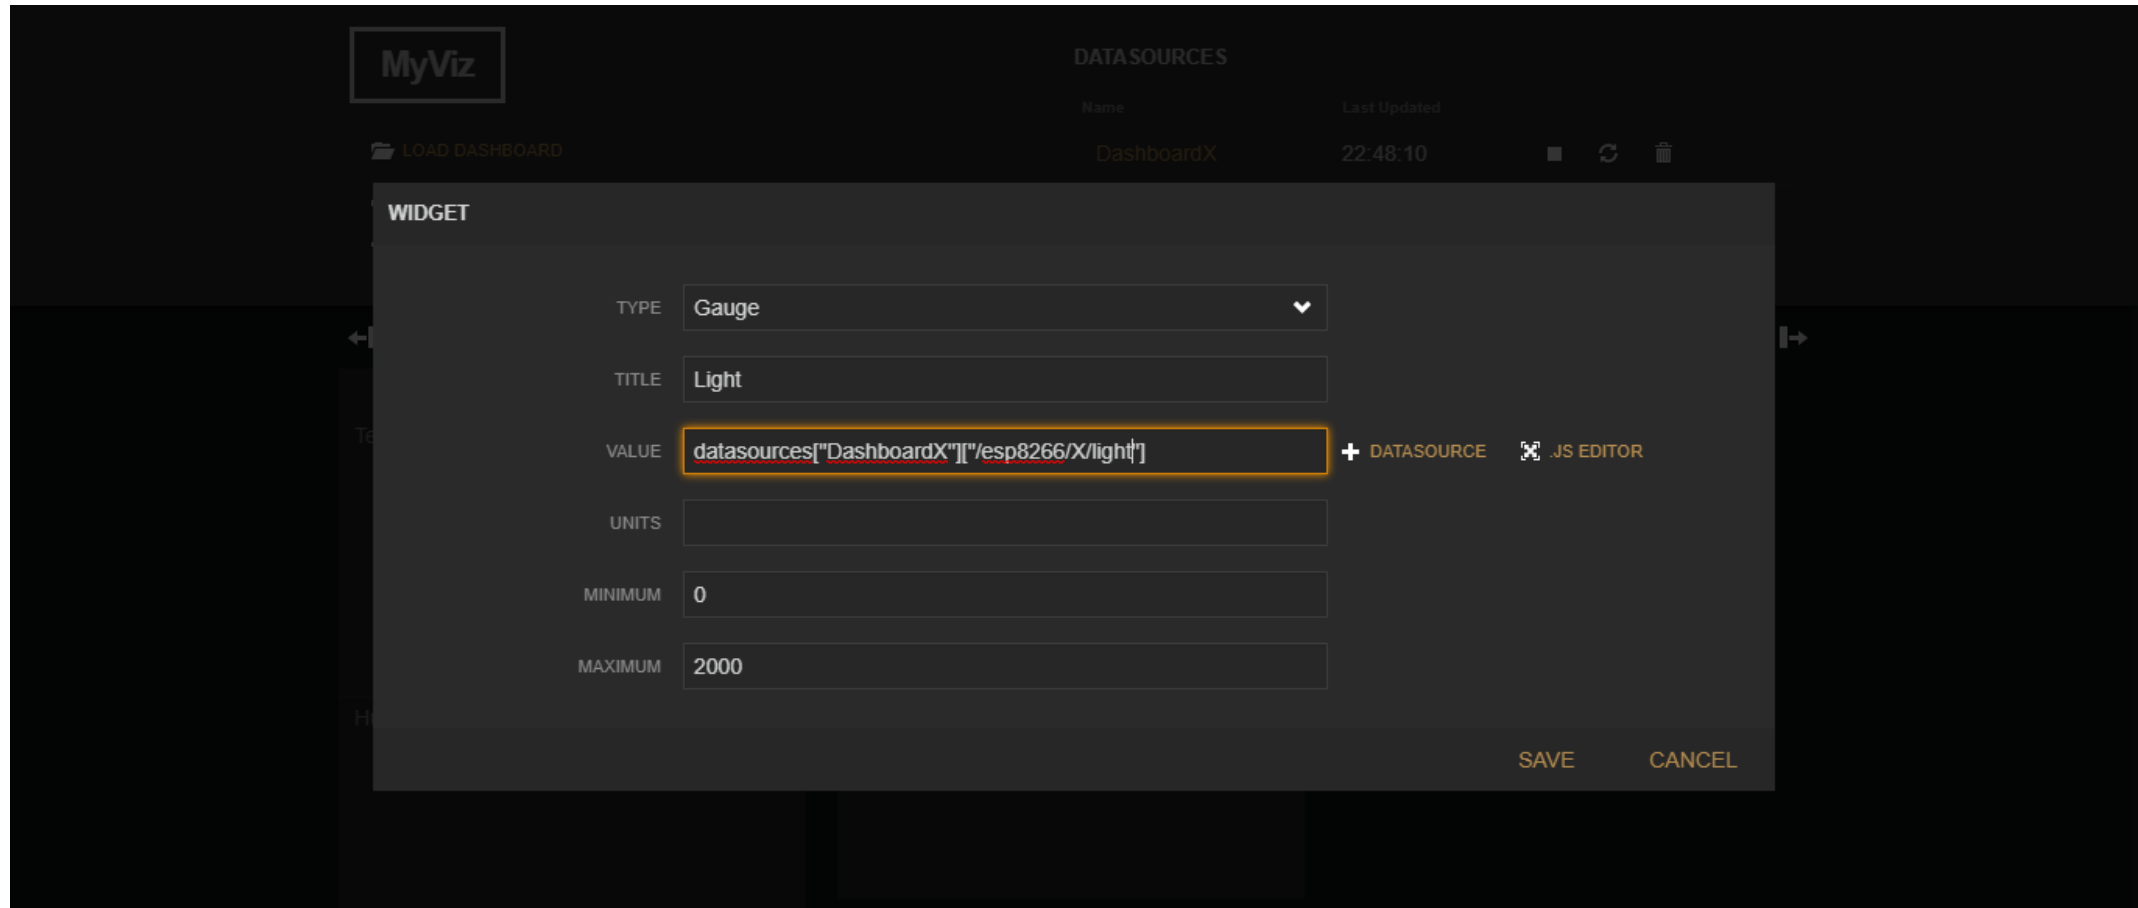 MyViz
DATASOURCES
Name Last Updated
LOAD DASHBOARD DashboardX 22:48:10
WIDGET
TYPE Gauge
TITLE Light
VALUE datasources["DashboardX"]["/esp8266/X/light"] DATASOURCE .JS EDITOR
UNITS
MINIMUM 0
MAXIMUM 2000
SAVE CANCEL